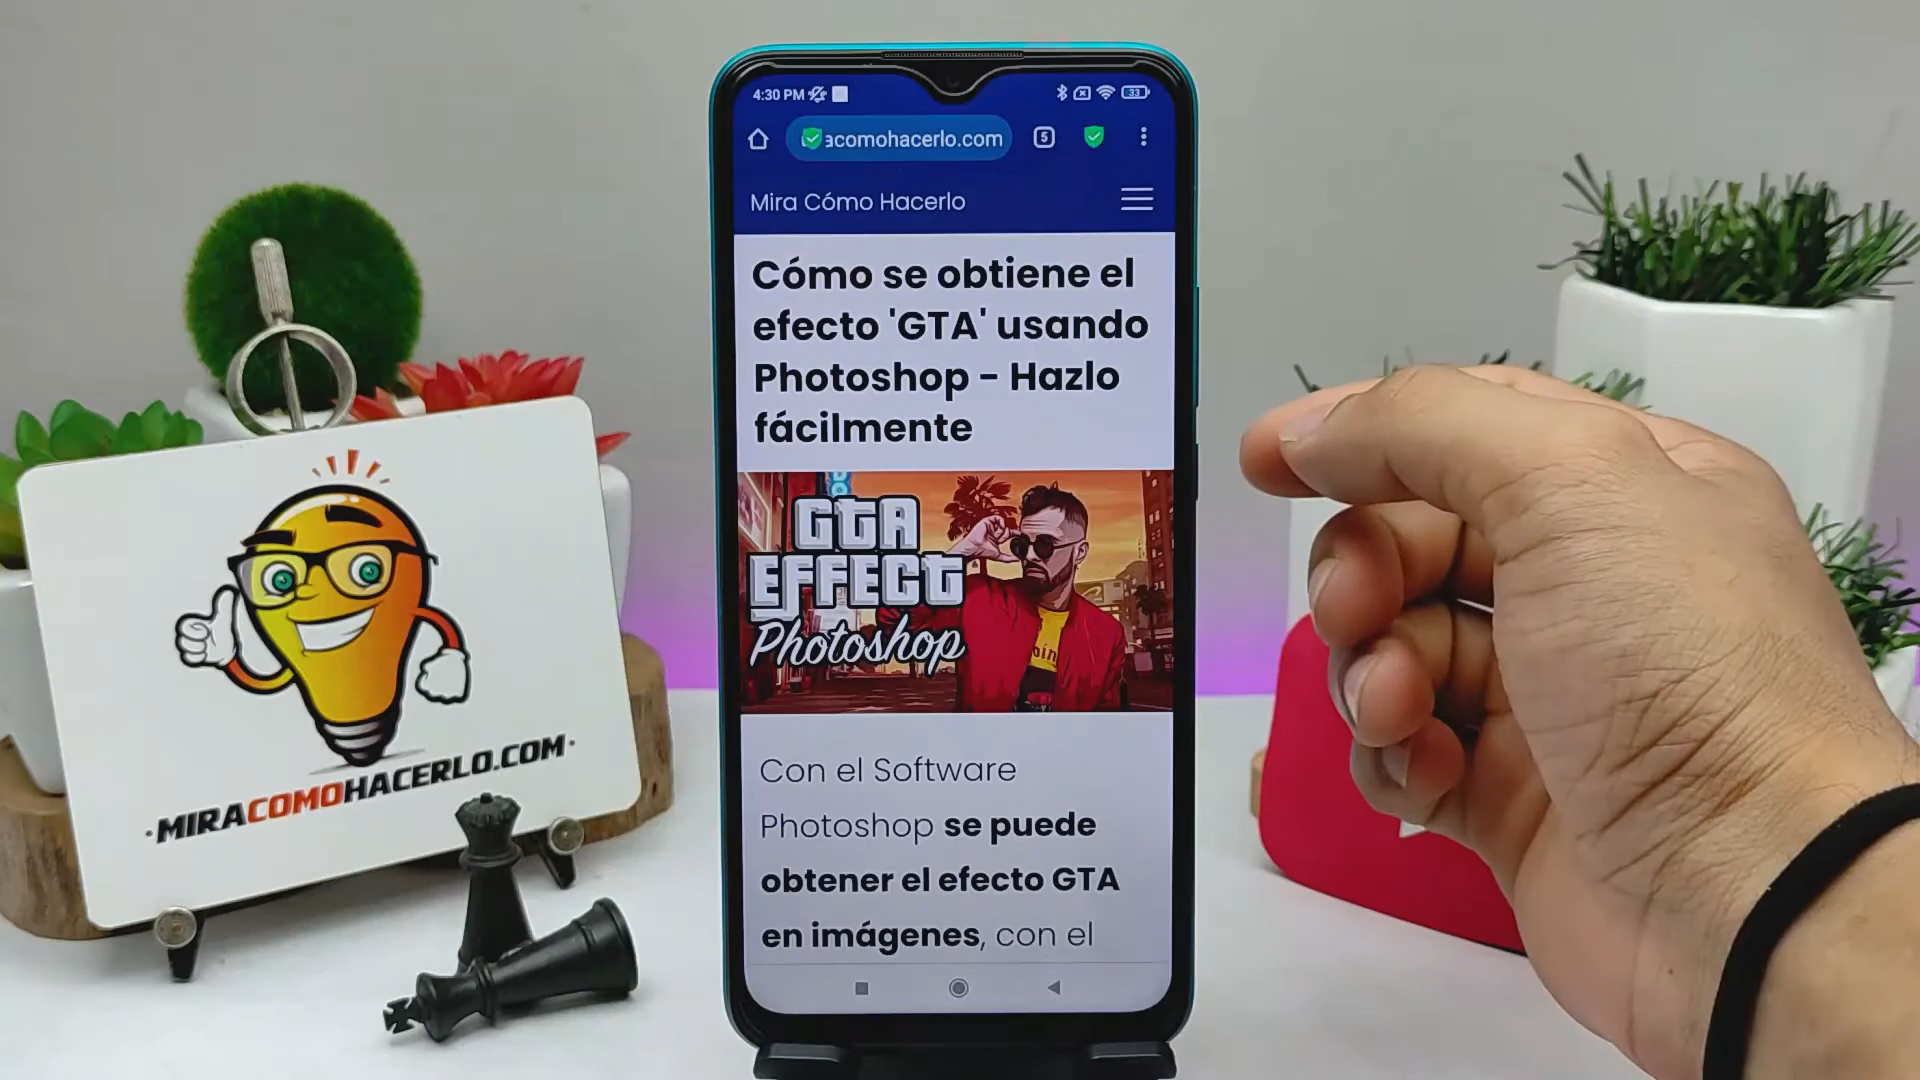 4:30 PM
33
acomohacerlo.com
5
Mira Cómo Hacerlo
Cómo se obtiene el
efecto 'GTA' usando
Photoshop - Hazlo
fácilmente
GTA
EFFECT
Photoshop
Con el Software
Photoshop se puede
obtener el efecto GTA
en imágenes, con el
·MIRACOMOHACERLO.COM·